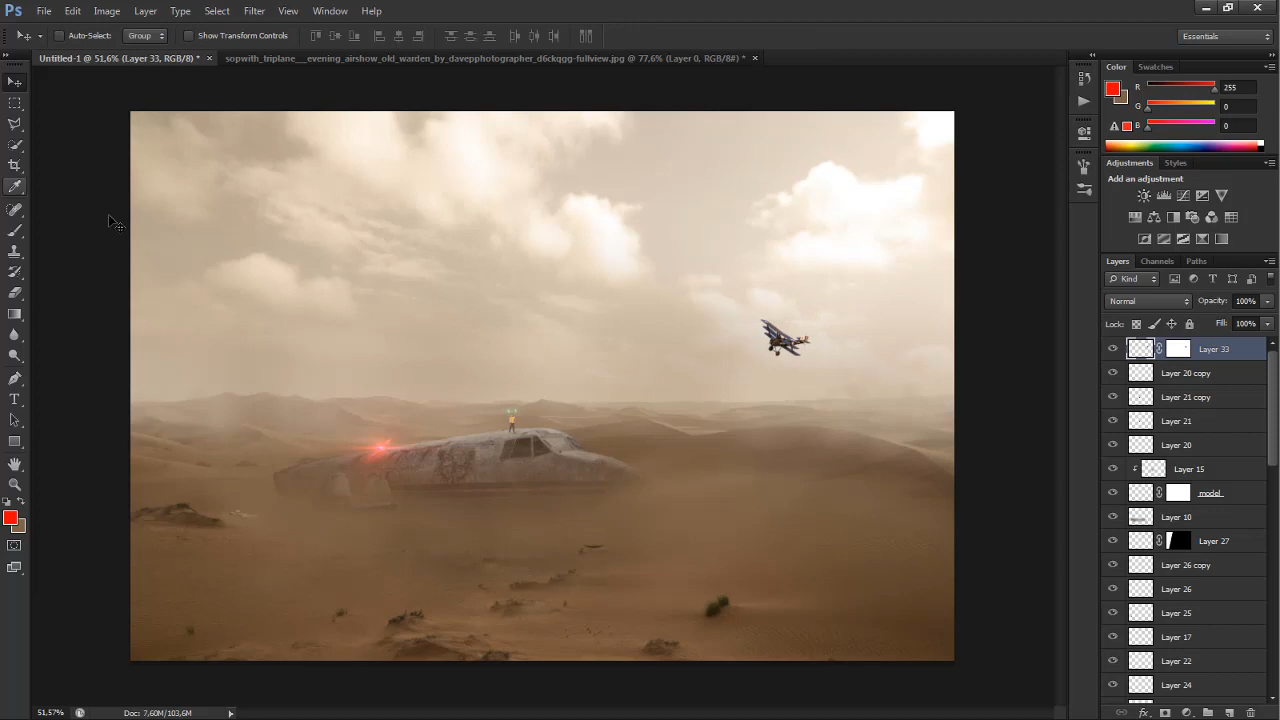 Ps File Edit Image Layer Type Select Filter View Window Help
Auto-Select: Group Show Transform Controls Essentials
Untitled-1 @ 51,6% (Layer 33, RGB/8) * × sopwith_triplane__evening_airshow_old_warden_by_davepphotographer_d6ckqgg-fullview.jpg @ 77,6% (Layer 0, RGB/8#) * ×
Color Swatches
R 255
G 0
B 0
Adjustments Styles
Add an adjustment
Layers Channels Paths
Kind
Normal Opacity: 100%
Lock: Fill: 100%
Layer 33
Layer 20 copy
Layer 21 copy
Layer 21
Layer 20
Layer 15
model
Layer 10
Layer 27
Layer 26 copy
Layer 26
Layer 25
Layer 17
Layer 22
Layer 24
51,57% Doc: 7,60M/103,6M